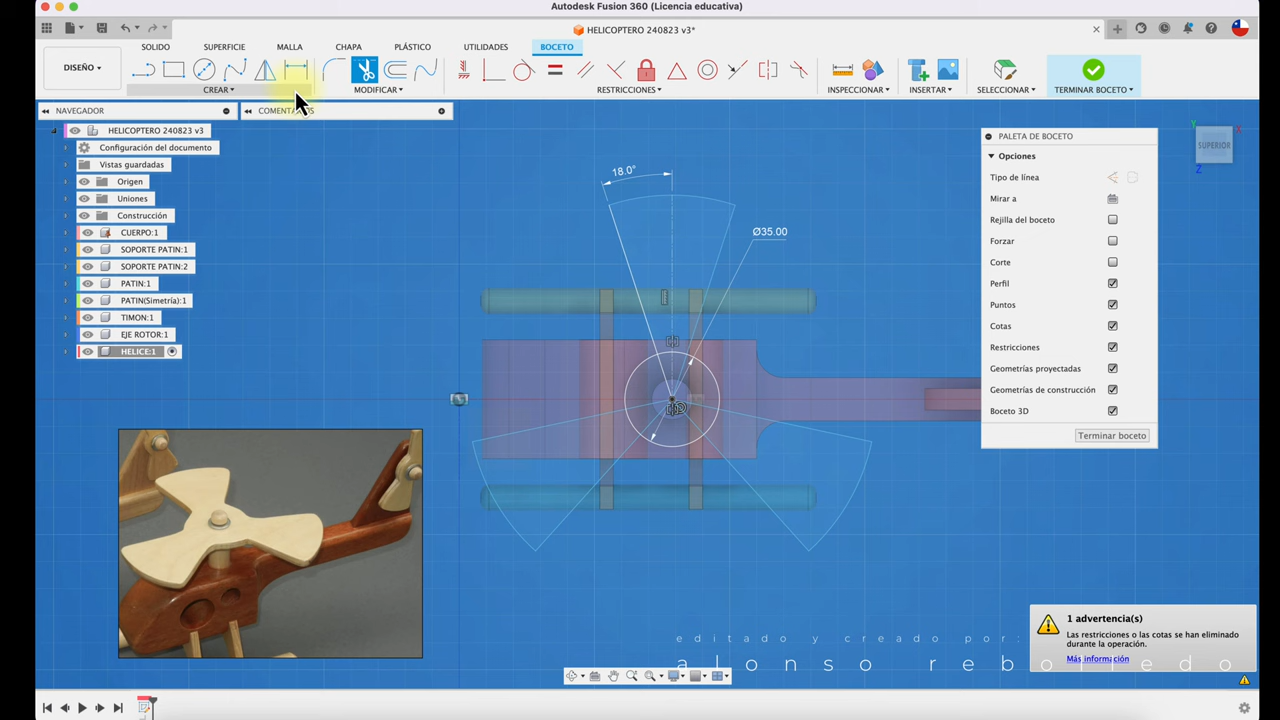 Autodesk Fusion 360 (Licencia educativa)
HELICOPTERO 240823 v3*
SOLIDO SUPERFICIE MALLA CHAPA PLÁSTICO UTILIDADES BOCETO
DISEÑO
CREAR MODIFICAR RESTRICCIONES INSPECCIONAR INSERTAR SELECCIONAR TERMINAR BOCETO
NAVEGADOR
HELICOPTERO 240823 v3
Configuración del documento
Vistas guardadas
Origen
Uniones
Construcción
CUERPO:1
SOPORTE PATIN:1
SOPORTE PATIN:2
PATIN:1
PATIN(Simetría):1
TIMON:1
EJE ROTOR:1
HELICE:1
18.0°
Ø35.00
PALETA DE BOCETO
Opciones
Tipo de línea
Mirar a
Rejilla del boceto
Forzar
Corte
Perfil
Puntos
Cotas
Restricciones
Geometrías proyectadas
Geometrías de construcción
Boceto 3D
Terminar boceto
Y
X
SUPERIOR
Z
1 advertencia(s)
Las restricciones o las cotas se han eliminado
durante la operación.
Más información
editado y creado por: